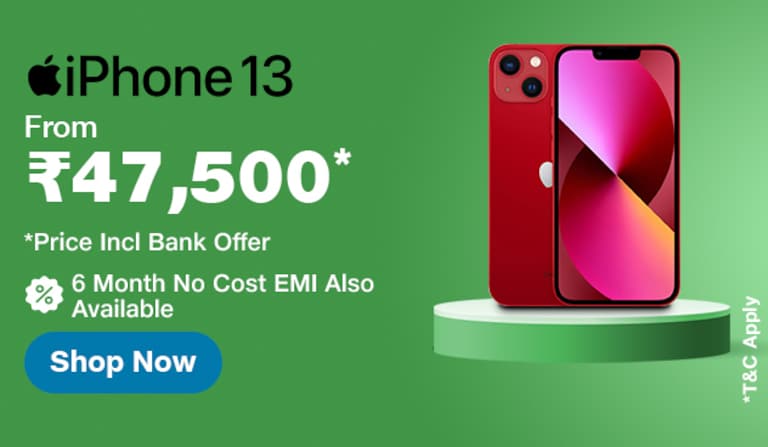 iPhone 13
From
₹47,500*
*Price Incl Bank Offer
6 Month No Cost EMI Also
Available
Shop Now
*T&C Apply